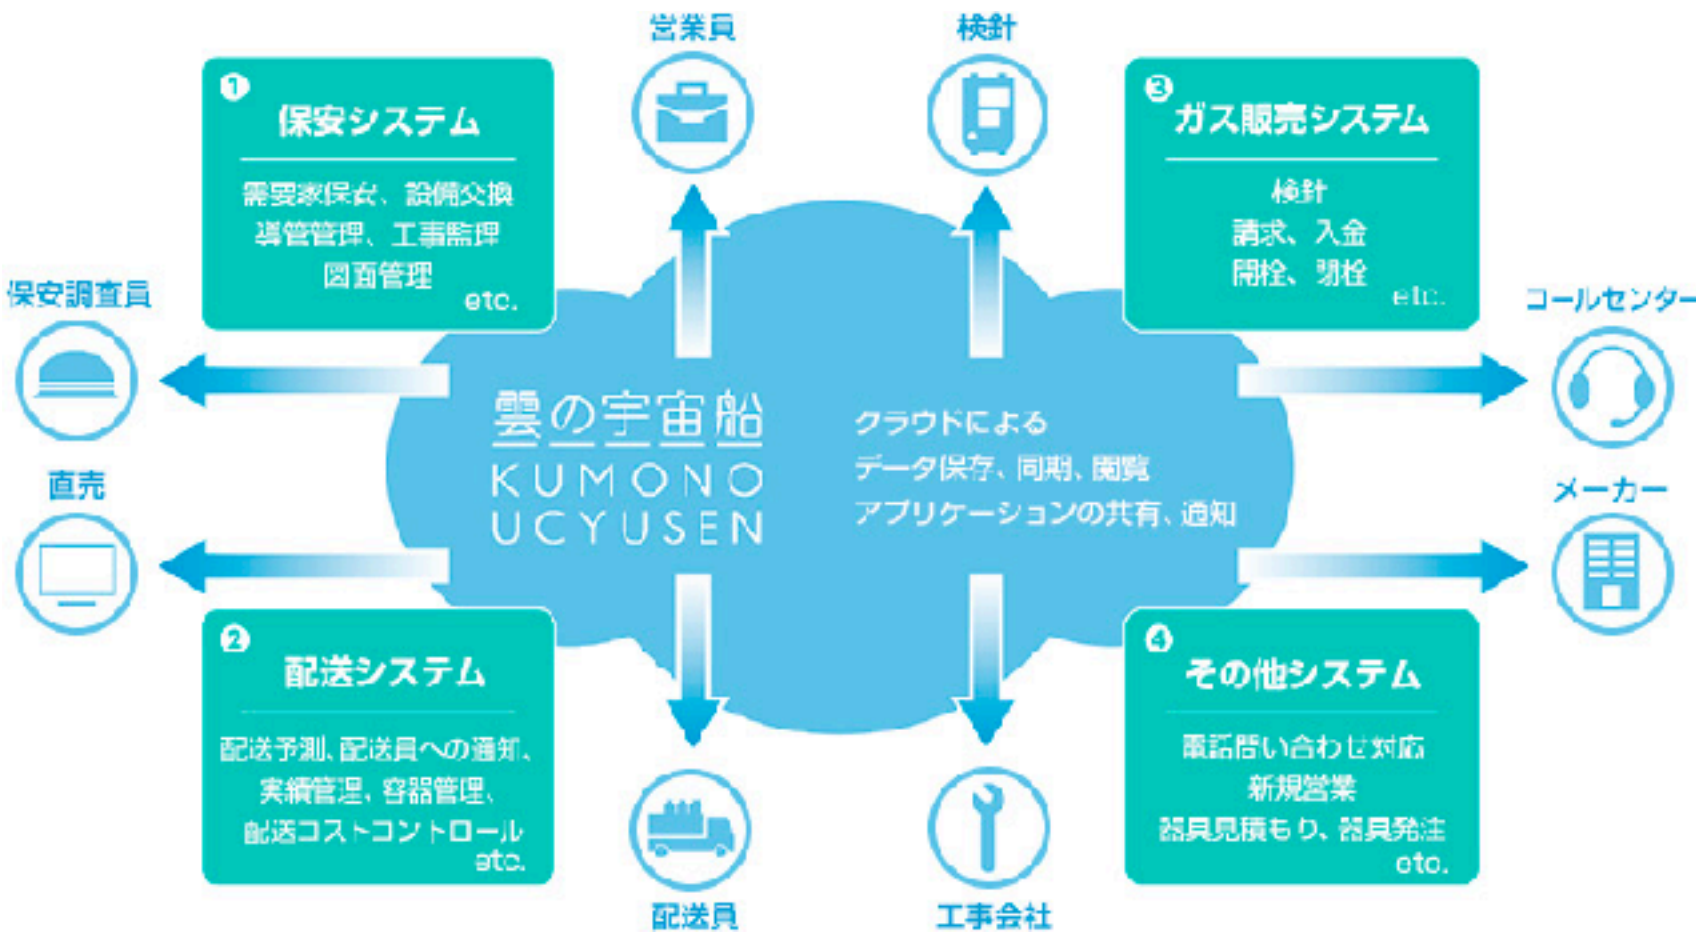 営業員
検針
❶
保安システム
需要家保安、設備交換
導管管理、工事監理
図面管理
etc.
❸
ガス販売システム
検針
請求、入金
開栓、閉栓
etc.
保安調査員
コールセンター
雲の宇宙船
KUMONO
UCYUSEN
クラウドによる
データ保存、同期、閲覧
アプリケーションの共有、通知
直売
メーカー
❷
配送システム
配送予測、配送員への通知、
実績管理、容器管理、
配送コストコントロール
etc.
❹
その他システム
電話問い合わせ対応
新規営業
器具見積もり、器具発注
etc.
配送員
工事会社